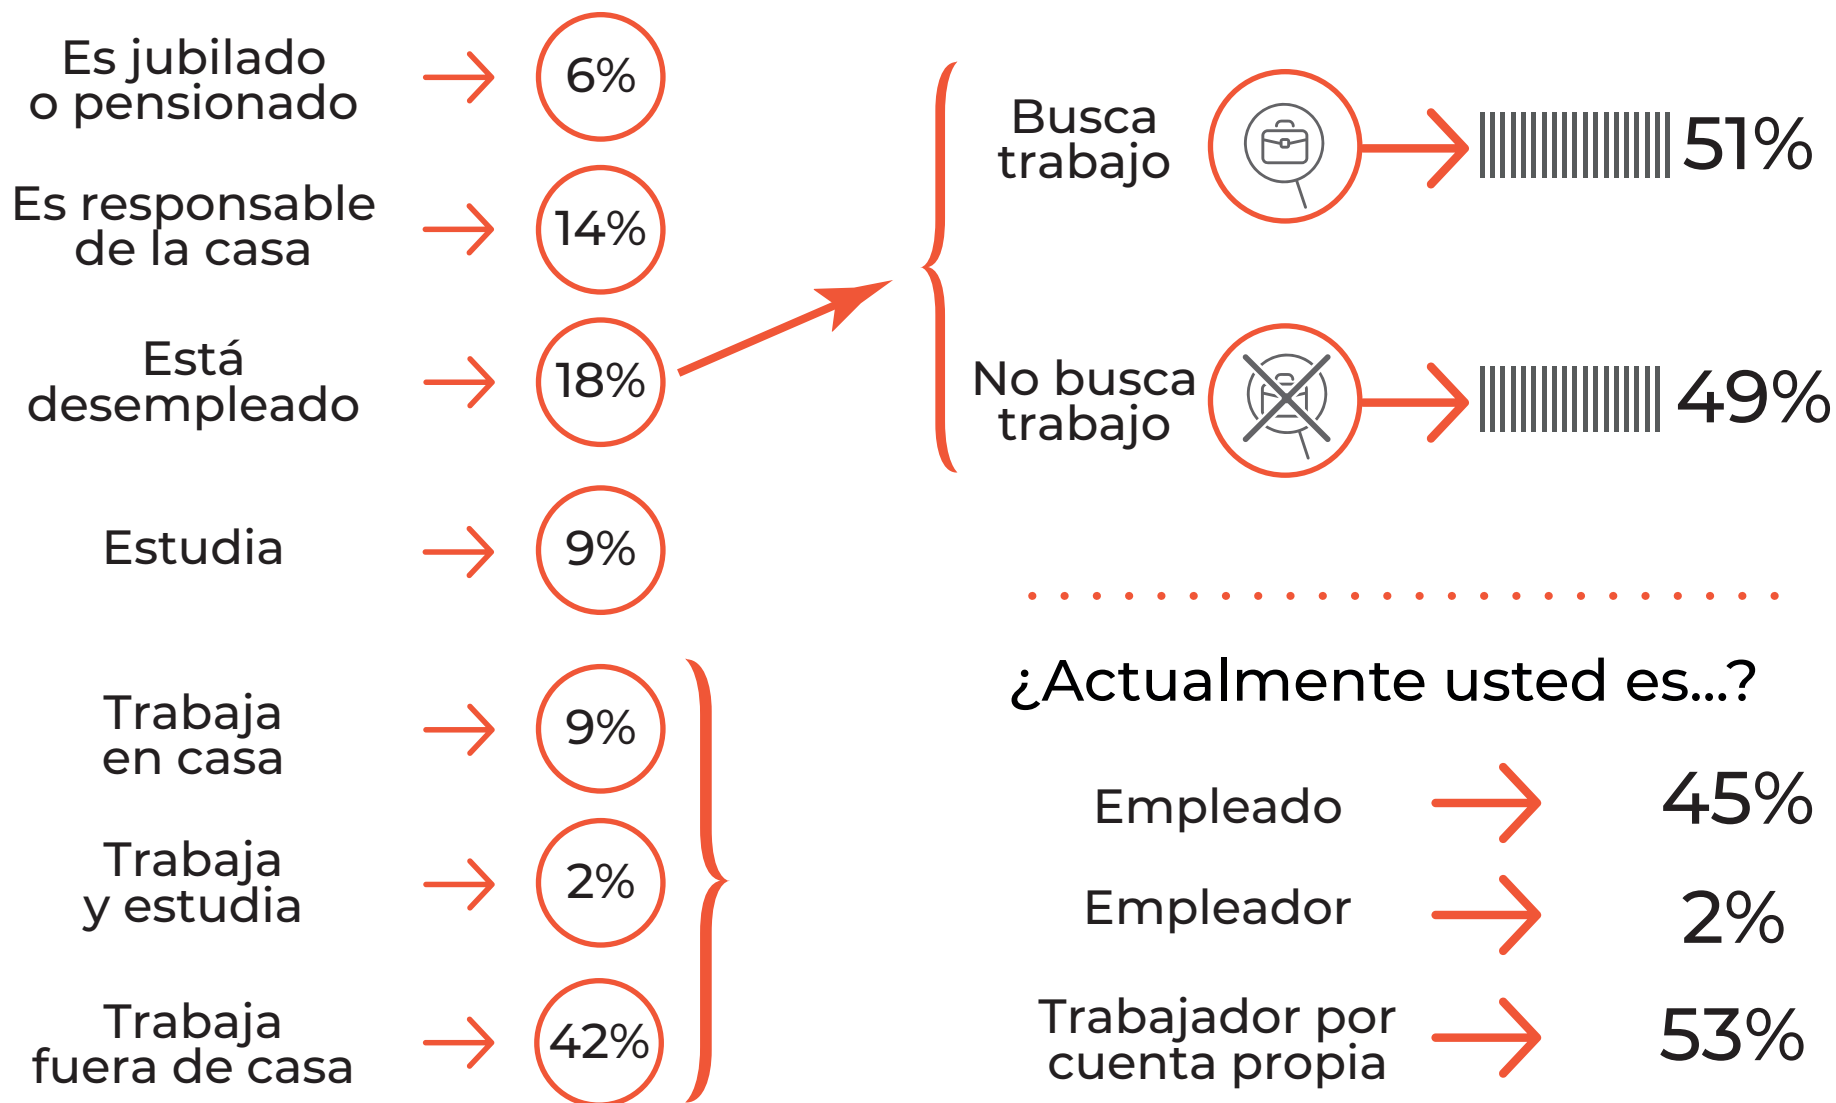 Es jubilado
o pensionado
6%
Es responsable
de la casa
14%
Está
desempleado
18%
Estudia
9%
Trabaja
en casa
9%
Trabaja
y estudia
2%
Trabaja
fuera de casa
42%
Busca
trabajo
51%
No busca
trabajo
49%
¿Actualmente usted es...?
Empleado
45%
Empleador
2%
Trabajador por
cuenta propia
53%